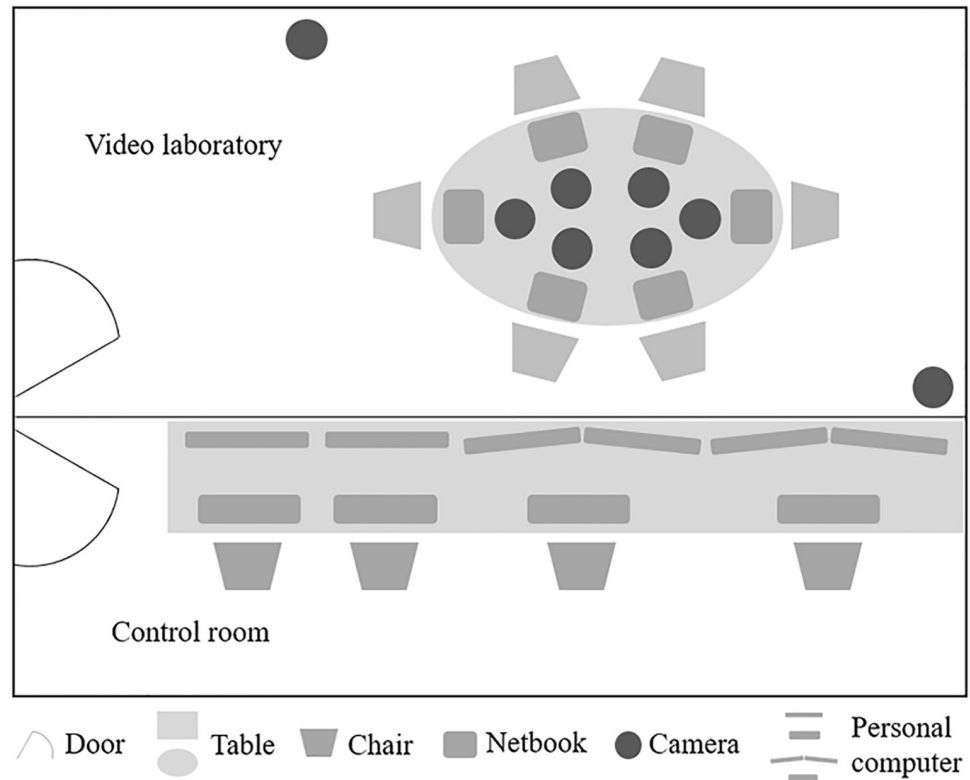 Video laboratory
Control room
Door
Table
Chair
Netbook
Camera
Personal
computer